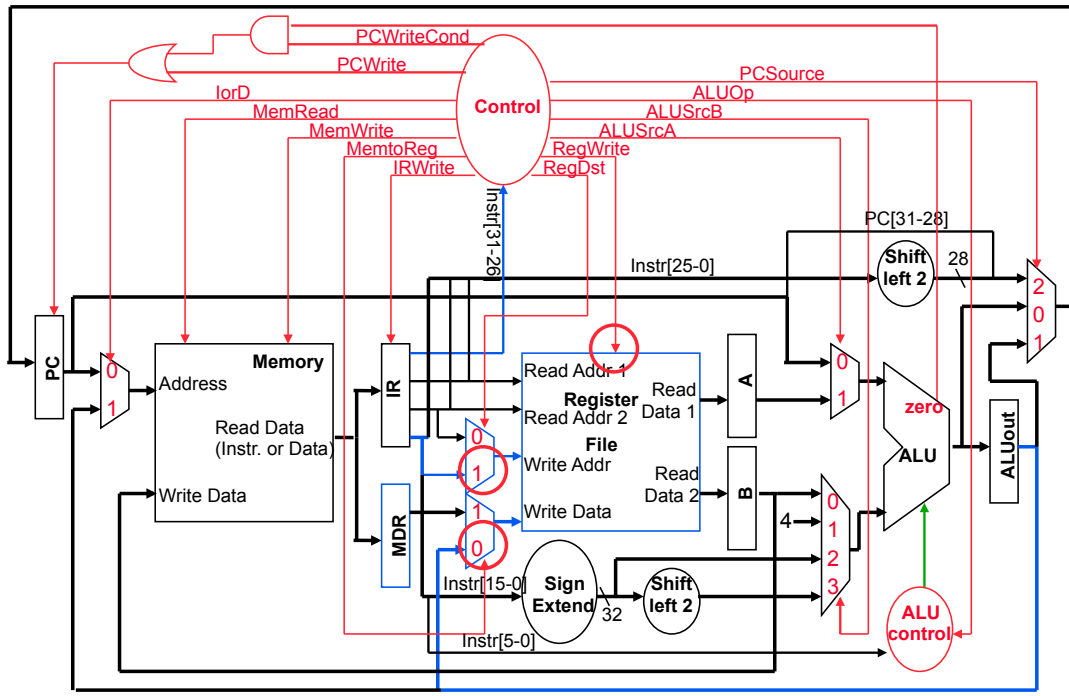 PCWriteCond
PCWrite
PCSource
IorD
Control
ALUOp
MemRead
ALUSrcB
MemWrite
ALUSrcA
MemtoReg
RegWrite
IRWrite
RegDst
Instr[31-26]
PC[31-28]
Instr[25-0]
Shift
left 2
28
2
0
1
PC
0
1
Address
Memory
Read Data
(Instr. or Data)
Write Data
IR
MDR
Read Addr 1
Register
Read Addr 2
File
Write Addr
Write Data
Read
Data 1
Read
Data 2
0
1
1
0
A
B
0
1
zero
ALU
ALUout
4
0
1
2
3
Instr[15-0]
Sign
Extend
32
Shift
left 2
Instr[5-0]
ALU
control